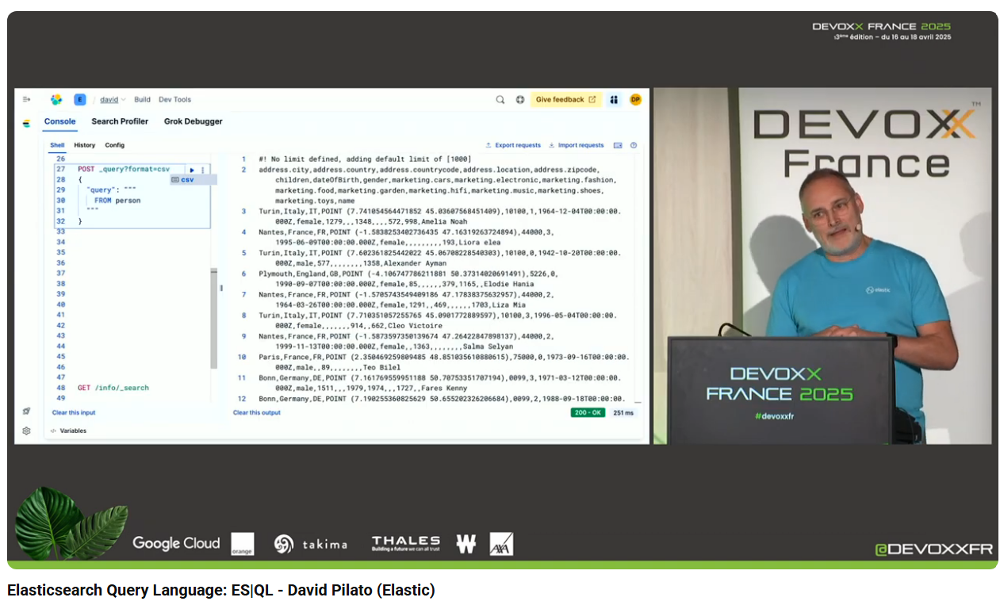 DEVOXX FRANCE 2025
13ème édition – du 16 au 18 avril 2025
E / david Build Dev Tools
Give feedback
DP
Console Search Profiler Grok Debugger
Shell History Config
Export requests Import requests
26
27 POST _query?format=csv
csv
28 {
29 "query": """
30 FROM person
31 """
32 }
33
34
35
36
37
38
39
40
41
42
43
44
45
46
47
48 GET /info/_search
49
Clear this input
1 #! No limit defined, adding default limit of [1000]
2 address.city,address.country,address.countrycode,address.location,address.zipcode,
children,dateOfBirth,gender,marketing.cars,marketing.electronic,marketing.fashion,
marketing.food,marketing.garden,marketing.hifi,marketing.music,marketing.shoes,
marketing.toys,name
3 Turin,Italy,IT,POINT (7.741054564471852 45.03607568451409),10100,1,1964-12-04T00:00:00.
000Z,female,1279,,,1348,,,,572,998,Amelia Noah
4 Nantes,France,FR,POINT (-1.5838253402736435 47.16319263724894),44000,3,
1995-06-09T00:00:00.000Z,female,,,,,,,,193,Liora elea
5 Turin,Italy,IT,POINT (7.602361825442022 45.06708228540303),10100,0,1942-10-20T00:00:00.
000Z,male,577,,,,,,,,1358,Alexander Ayman
6 Plymouth,England,GB,POINT (-4.106747786211881 50.37314020691491),5226,0,
1990-09-07T00:00:00.000Z,female,85,,,,,,379,1165,,Elodie Hania
7 Nantes,France,FR,POINT (-1.5705743549409186 47.17838375632957),44000,2,
1964-03-26T00:00:00.000Z,female,1291,,469,,,,,,1703,Liza Mia
8 Turin,Italy,IT,POINT (7.710351057255765 45.0901772889597),10100,3,1996-05-04T00:00:00.
000Z,female,,,,,,,914,,662,Cleo Victoire
9 Nantes,France,FR,POINT (-1.5873597350139674 47.26422847898137),44000,2,
1999-11-13T00:00:00.000Z,female,,1363,,,,,,,,Salma Selyan
10 Paris,France,FR,POINT (2.350469259809485 48.851035610880615),75000,0,1973-09-16T00:00:00.
000Z,male,,89,,,,,,,,Teo Bilel
11 Bonn,Germany,DE,POINT (7.161769559951188 50.70753351707194),0099,3,1971-03-12T00:00:00.
000Z,male,1511,,,1979,1974,,,1727,,Fares Kenny
12 Bonn,Germany,DE,POINT (7.190255360825629 50.655202326206684),0099,2,1988-09-18T00:00:00.
Clear this output
200 - OK 251 ms
Variables
DEVOXX™
France
elastic
DEVOXX
FRANCE 2025
#devoxxfr
Google Cloud
orange
takima
THALES
Building a future we can all trust
W
AXA
@DEVOXXFR
Elasticsearch Query Language: ES|QL - David Pilato (Elastic)